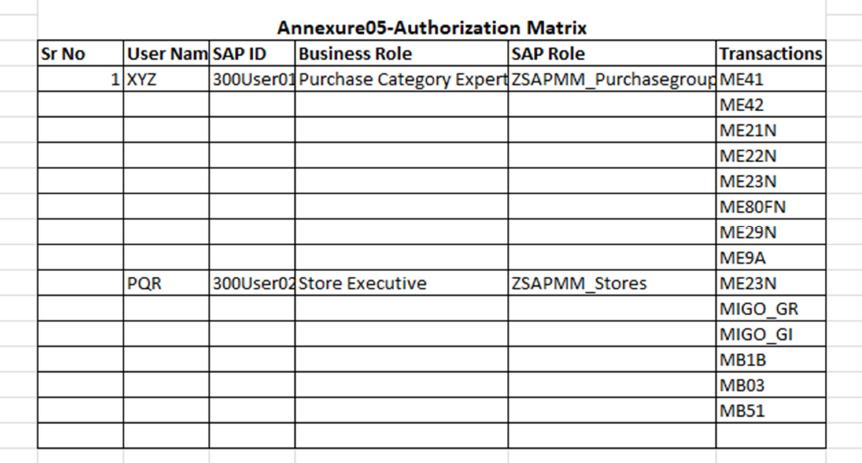 Annexure05-Authorization Matrix
Sr No User Nam SAP ID Business Role SAP Role Transactions
1 XYZ 300User01 Purchase Category Expert ZSAPMM_Purchasegroup ME41
ME42
ME21N
ME22N
ME23N
ME80FN
ME29N
ME9A
PQR 300User02 Store Executive ZSAPMM_Stores ME23N
MIGO_GR
MIGO_GI
MB1B
MB03
MB51